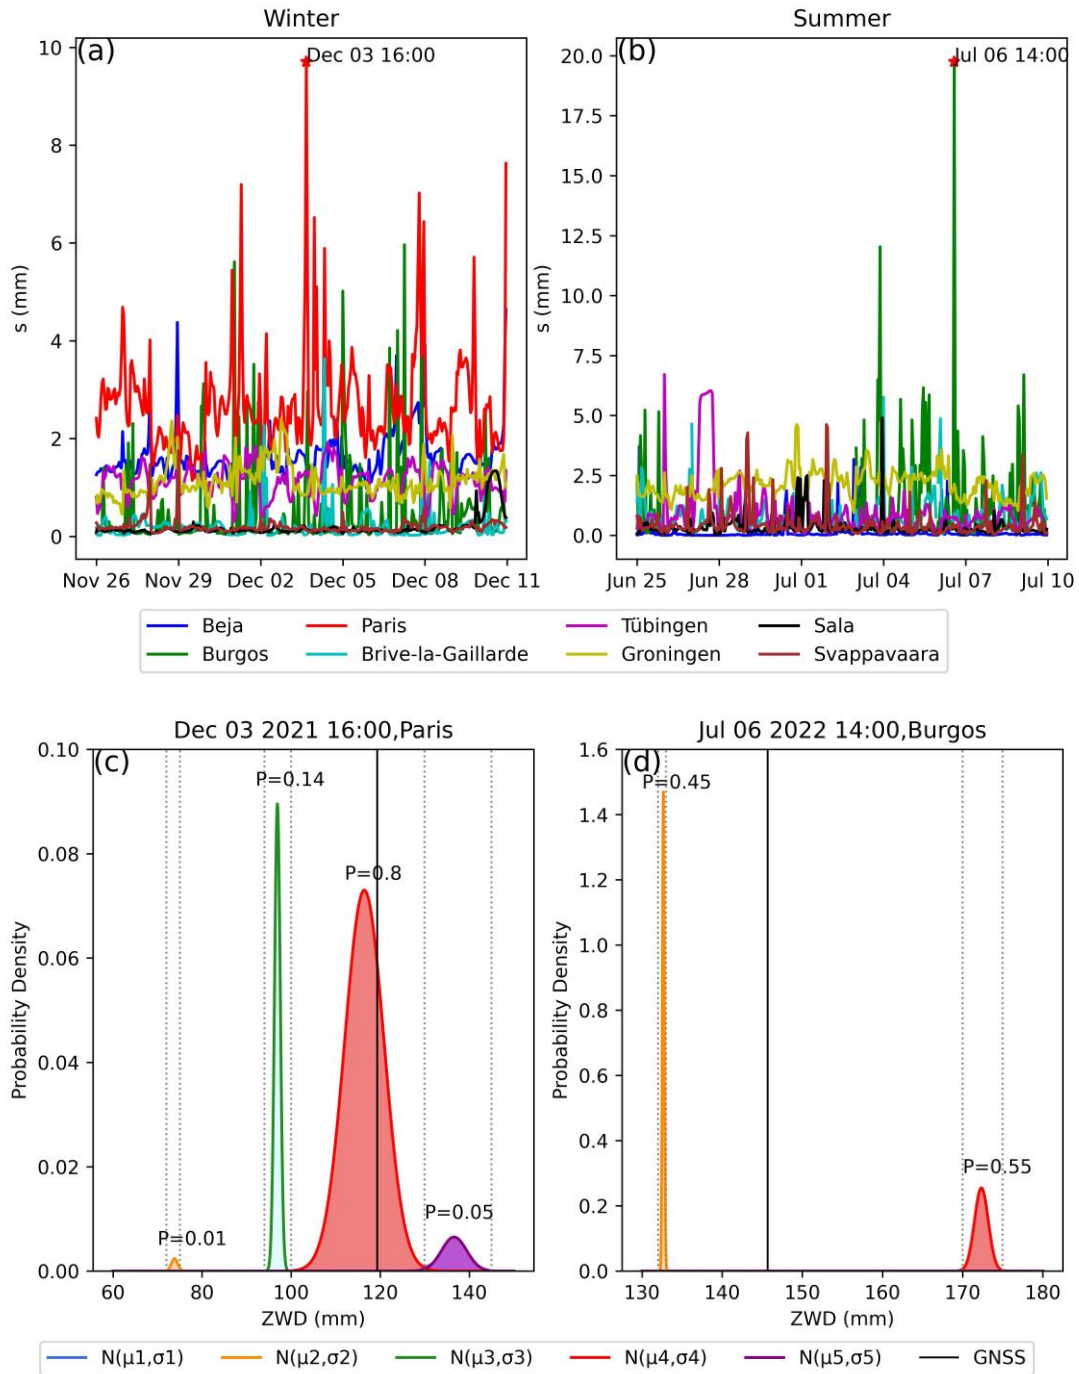 Winter
(a)
Dec 03 16:00
10
8
6
4
2
0
s (mm)
Nov 26 Nov 29 Dec 02 Dec 05 Dec 08 Dec 11
Summer
(b)
Jul 06 14:00
20.0
17.5
15.0
12.5
10.0
7.5
5.0
2.5
0.0
s (mm)
Jun 25 Jun 28 Jul 01 Jul 04 Jul 07 Jul 10
Beja Paris Tübingen Sala
Burgos Brive-la-Gaillarde Groningen Svappavaara
Dec 03 2021 16:00,Paris
(c)
P=0.14
P=0.8
P=0.05
P=0.01
0.10
0.08
0.06
0.04
0.02
0.00
Probability Density
60 80 100 120 140
ZWD (mm)
Jul 06 2022 14:00,Burgos
(d)
P=0.45
P=0.55
1.6
1.4
1.2
1.0
0.8
0.6
0.4
0.2
0.0
Probability Density
130 140 150 160 170 180
ZWD (mm)
N(μ1,σ1) N(μ2,σ2) N(μ3,σ3) N(μ4,σ4) N(μ5,σ5) GNSS